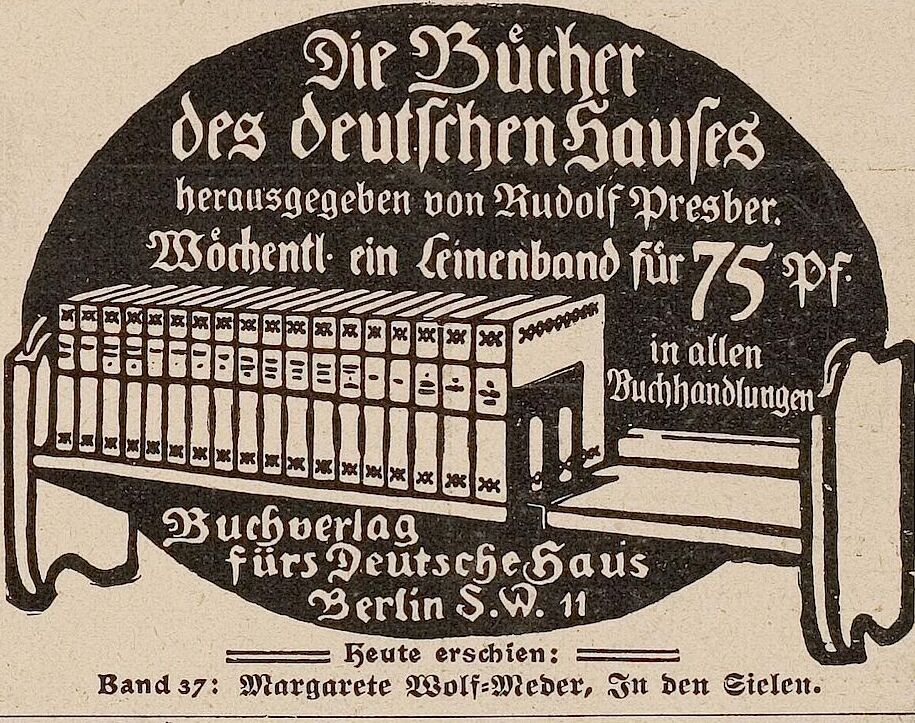 Die Bücher
des deutschen Hauses
herausgegeben von Rudolf Presber.
Wöchentl. ein Leinenband für 75 Pf.
in allen
Buchhandlungen
Buchverlag
fürs Deutsche Haus
Berlin S.W. 11
Heute erschien:
Band 37: Margarete Wolf=Meder, In den Sielen.